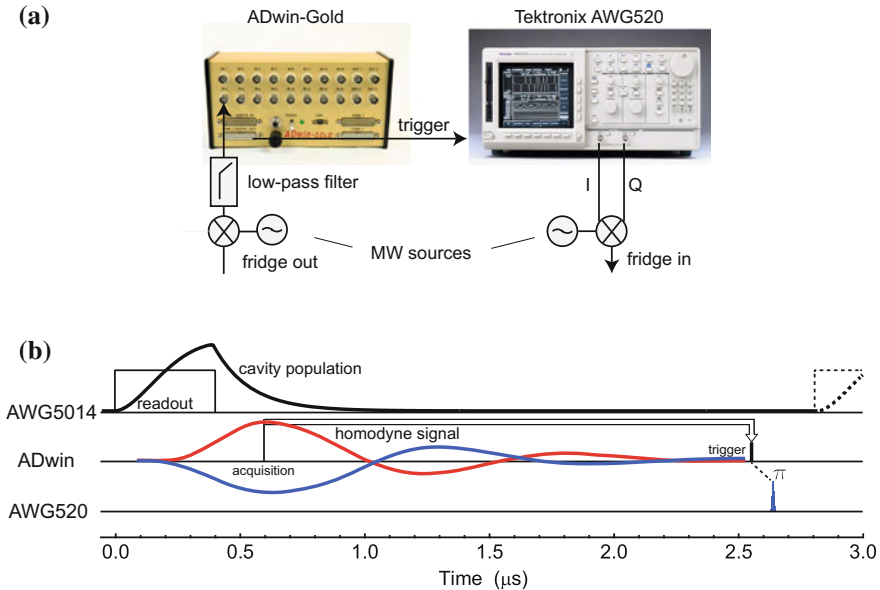 (a)
ADwin-Gold
Tektronix AWG520
ADwin-GOLD
trigger
low-pass filter
I
Q
MW sources
fridge out
fridge in
(b)
cavity population
readout
AWG5014
homodyne signal
trigger
ADwin
acquisition
π
AWG520
0.0 0.5 1.0 1.5 2.0 2.5 3.0
Time (μs)